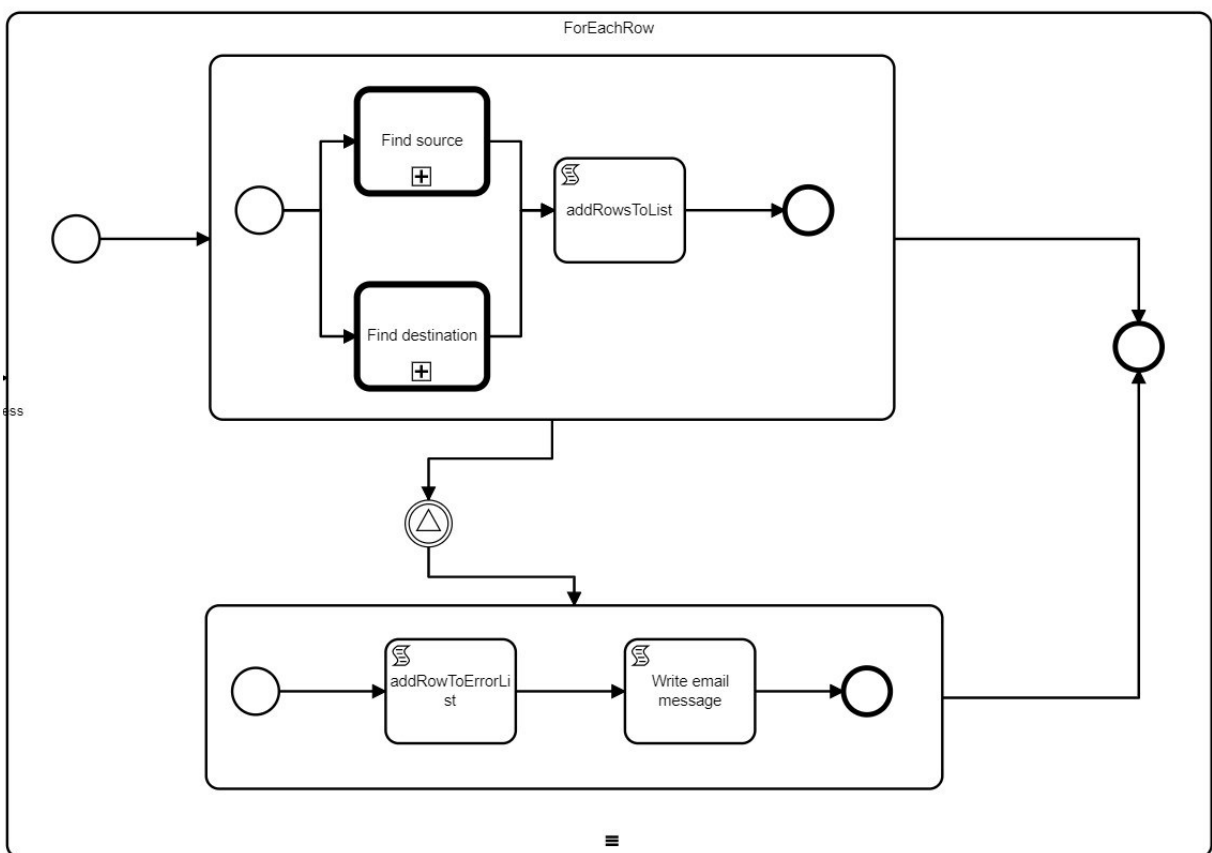 ForEachRow
Find source
addRowsToList
Find destination
ess
addRowToErrorLi
st
Write email
message